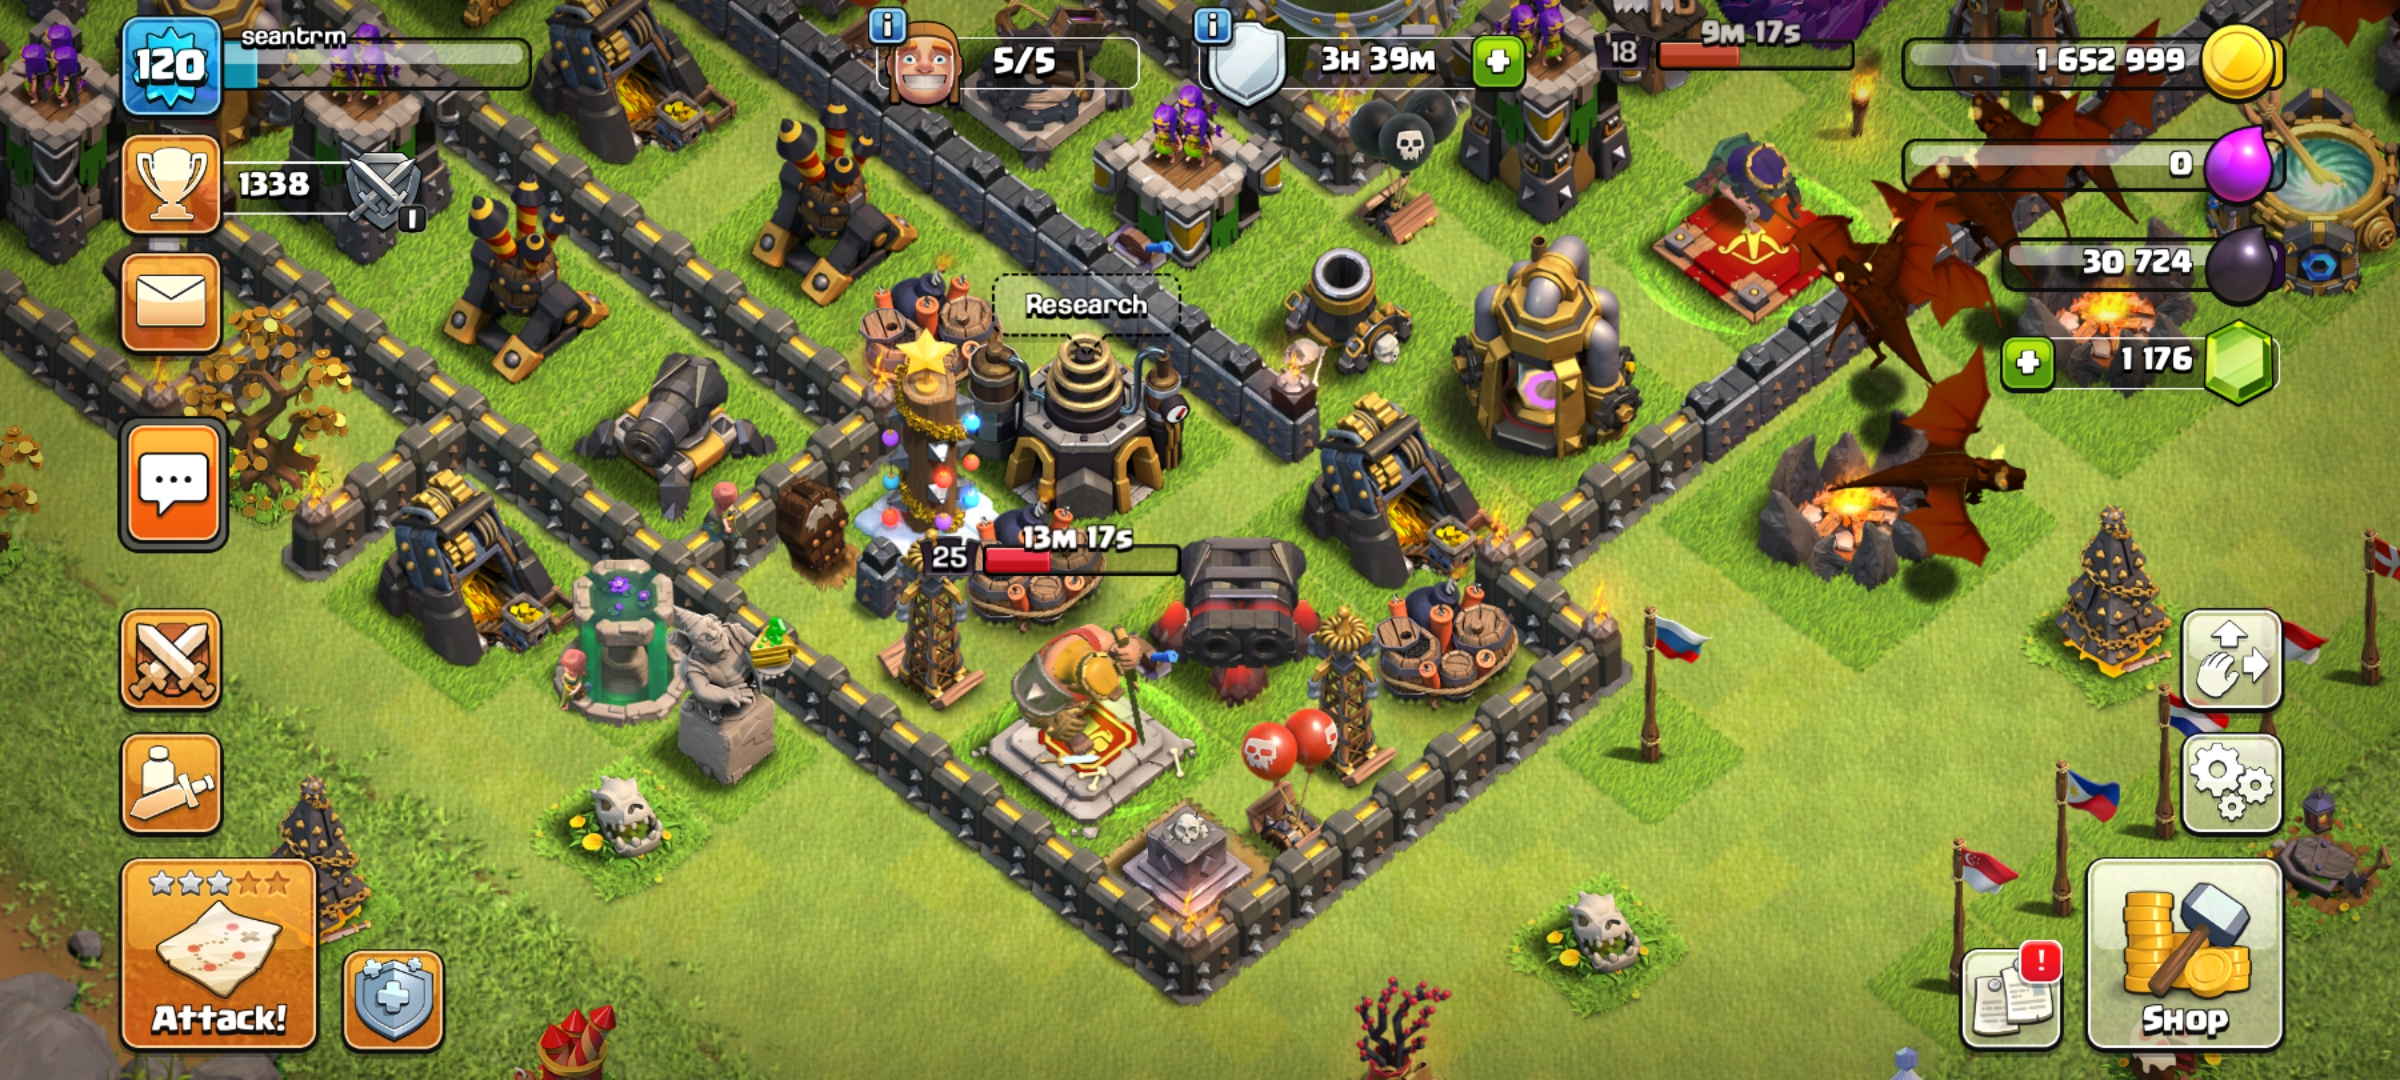 120
seantrm
i
5/5
i
3h 39m
18
9m 17s
1 652 999
0
30 724
1 176
1338
I
Research
25
13m 17s
Attack!
!
Shop